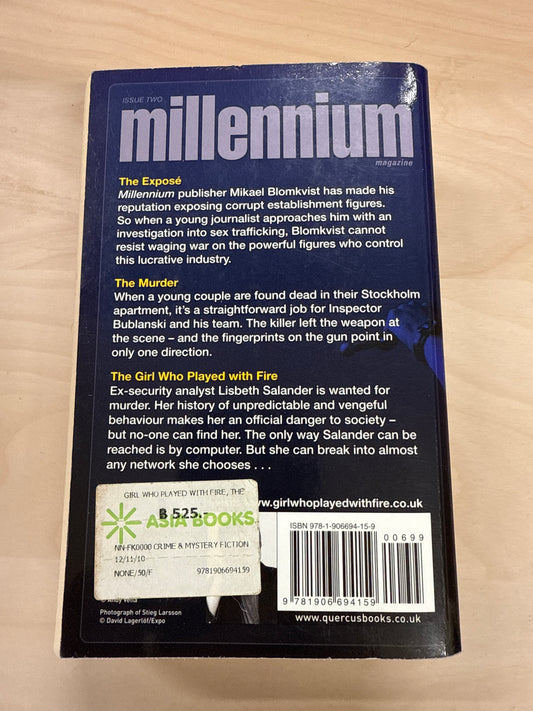 ISSUE TWO
millennium
magazine
The Exposé
Millennium publisher Mikael Blomkvist has made his
reputation exposing corrupt establishment figures.
So when a young journalist approaches him with an
investigation into sex trafficking, Blomkvist cannot
resist waging war on the powerful figures who control
this lucrative industry.
The Murder
When a young couple are found dead in their Stockholm
apartment, it's a straightforward job for Inspector
Bublanski and his team. The killer left the weapon at
the scene – and the fingerprints on the gun point in
only one direction.
The Girl Who Played with Fire
Ex-security analyst Lisbeth Salander is wanted for
murder. Her history of unpredictable and vengeful
behaviour makes her an official danger to society –
but no-one can find her. The only way Salander can be
reached is by computer. But she can break into almost
any network she chooses . . .
GIRL WHO PLAYED WITH FIRE, THE
฿ 525.-
ASIA BOOKS
NN-FK0000 CRIME & MYSTERY FICTION
12/11/10
NONE/50/F 9781906694159
www.girlwhoplayedwithfire.co.uk
ISBN 978-1-906694-15-9
00699
9 781906 694159
www.quercusbooks.co.uk
Photograph of Stieg Larsson
© David Lagerlöf/Expo